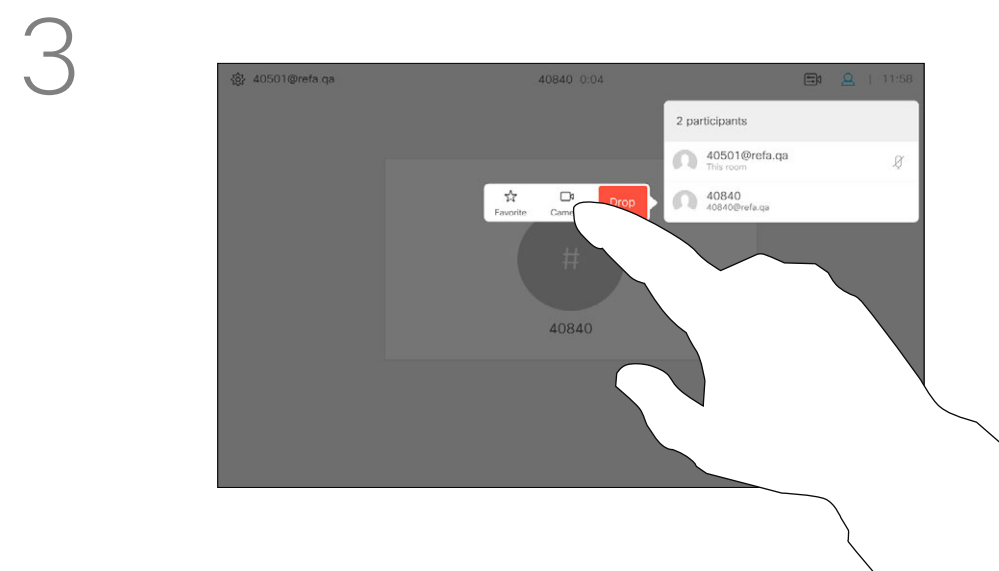 3
40501@refa.qa
40840 0:04
| 11:58
2 participants
40501@refa.qa
This room
40840
40840@refa.qa
Favorite
Drop
#
40840